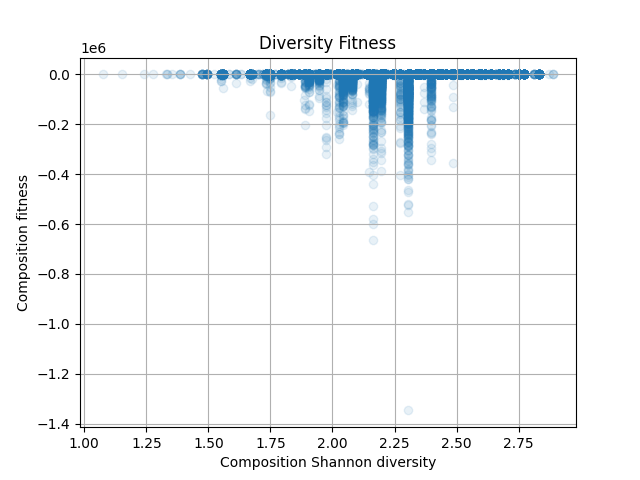 Diversity Fitness
1e6
0.0
−0.2
−0.4
−0.6
−0.8
−1.0
−1.2
−1.4
Composition fitness
1.00 1.25 1.50 1.75 2.00 2.25 2.50 2.75
Composition Shannon diversity